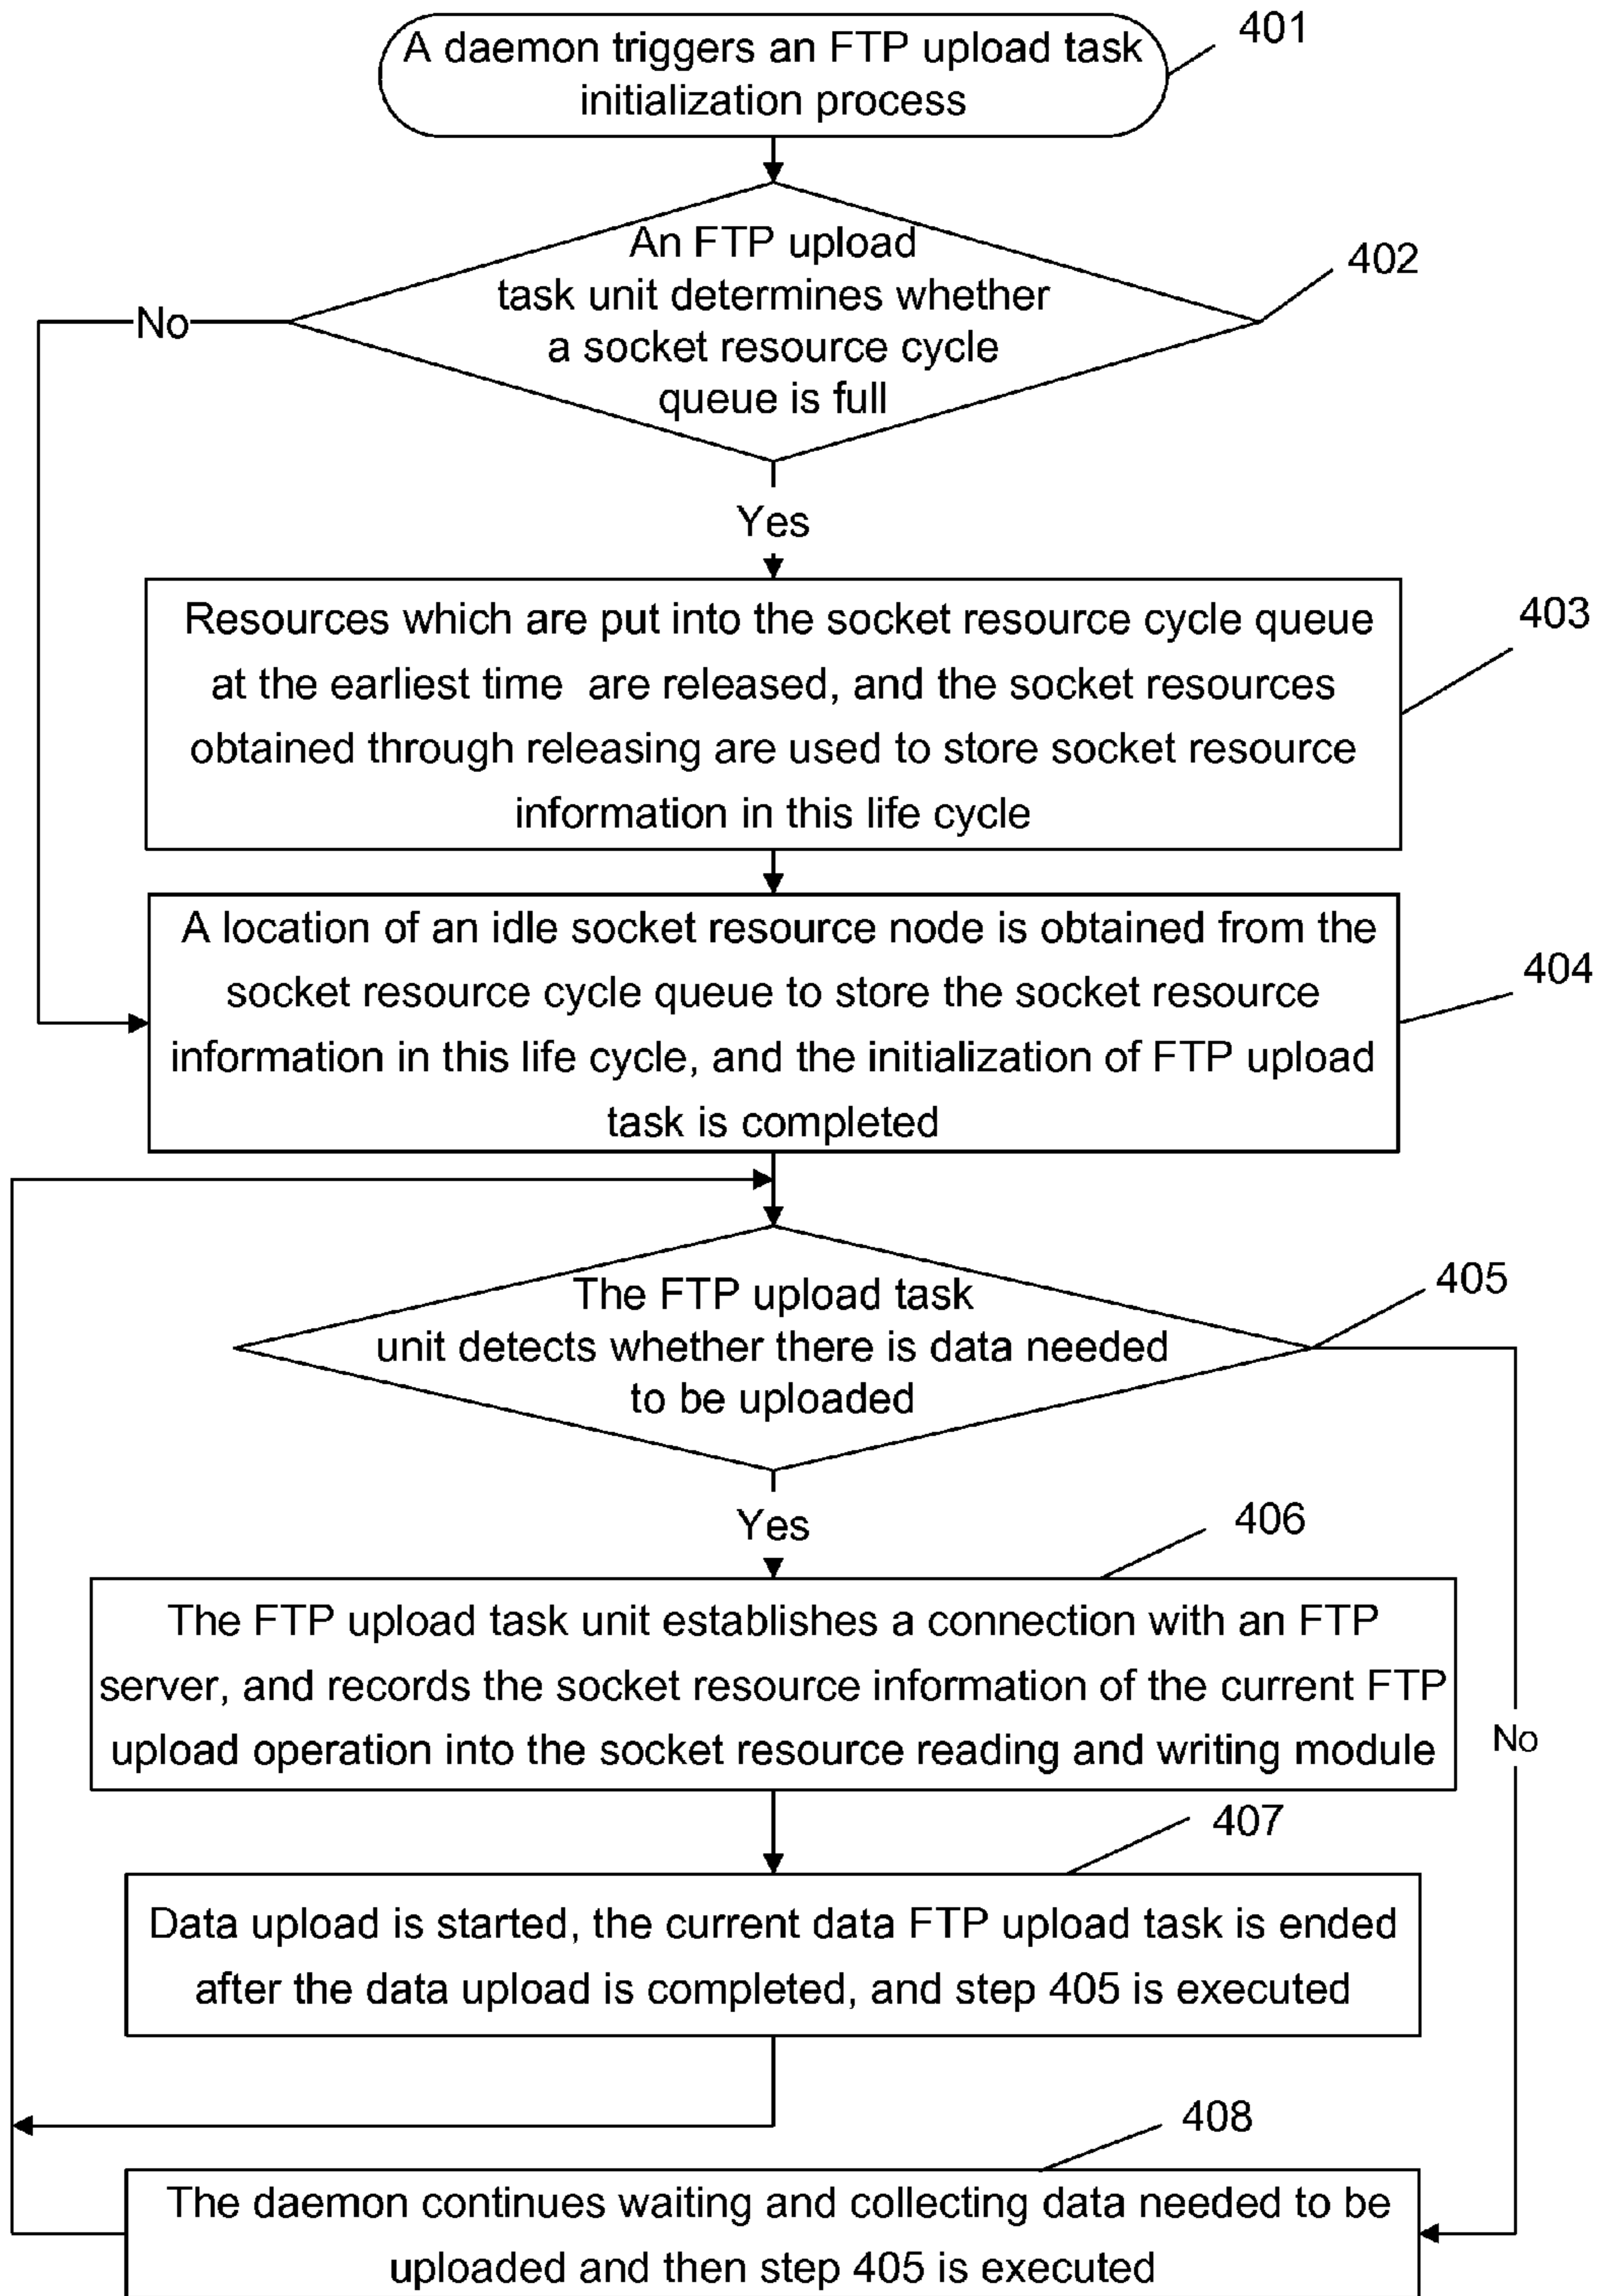 A daemon triggers an FTP upload task
initialization process
401
An FTP upload
task unit determines whether
a socket resource cycle
queue is full
402
No
Yes
Resources which are put into the socket resource cycle queue
at the earliest time are released, and the socket resources
obtained through releasing are used to store socket resource
information in this life cycle
403
A location of an idle socket resource node is obtained from the
socket resource cycle queue to store the socket resource
information in this life cycle, and the initialization of FTP upload
task is completed
404
The FTP upload task
unit detects whether there is data needed
to be uploaded
405
Yes
No
406
The FTP upload task unit establishes a connection with an FTP
server, and records the socket resource information of the current FTP
upload operation into the socket resource reading and writing module
407
Data upload is started, the current data FTP upload task is ended
after the data upload is completed, and step 405 is executed
408
The daemon continues waiting and collecting data needed to be
uploaded and then step 405 is executed